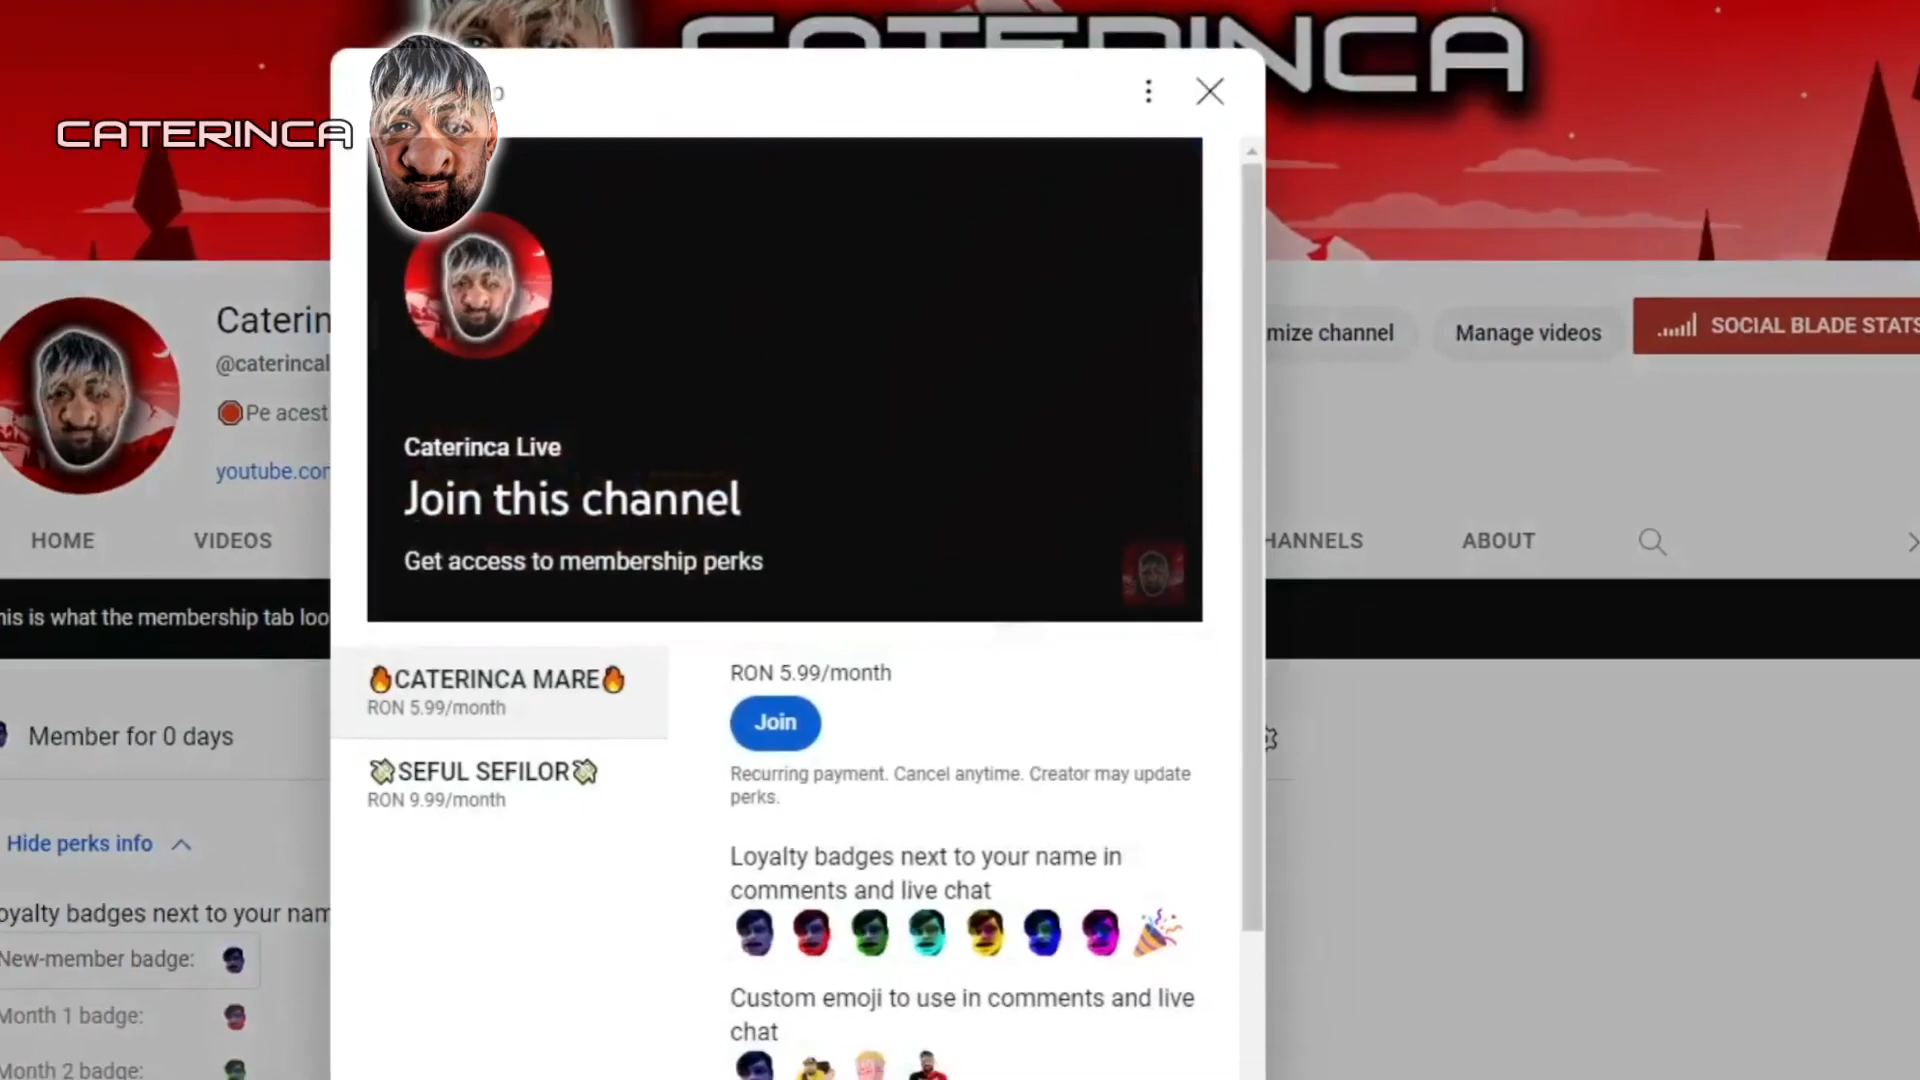 CATERINCA
CATERINCA
Caterin
@caterincal
Pe acest
youtube.con
HOME
VIDEOS
Caterinca Live
Join this channel
Get access to membership perks
mize channel
Manage videos
SOCIAL BLADE STATS
HANNELS
ABOUT
his is what the membership tab loo
Member for 0 days
Hide perks info
oyalty badges next to your nam
New-member badge:
Month 1 badge:
Month 2 badge:
🔥CATERINCA MARE🔥
RON 5.99/month
💸SEFUL SEFILOR💸
RON 9.99/month
RON 5.99/month
Join
Recurring payment. Cancel anytime. Creator may update
perks.
Loyalty badges next to your name in
comments and live chat
Custom emoji to use in comments and live
chat